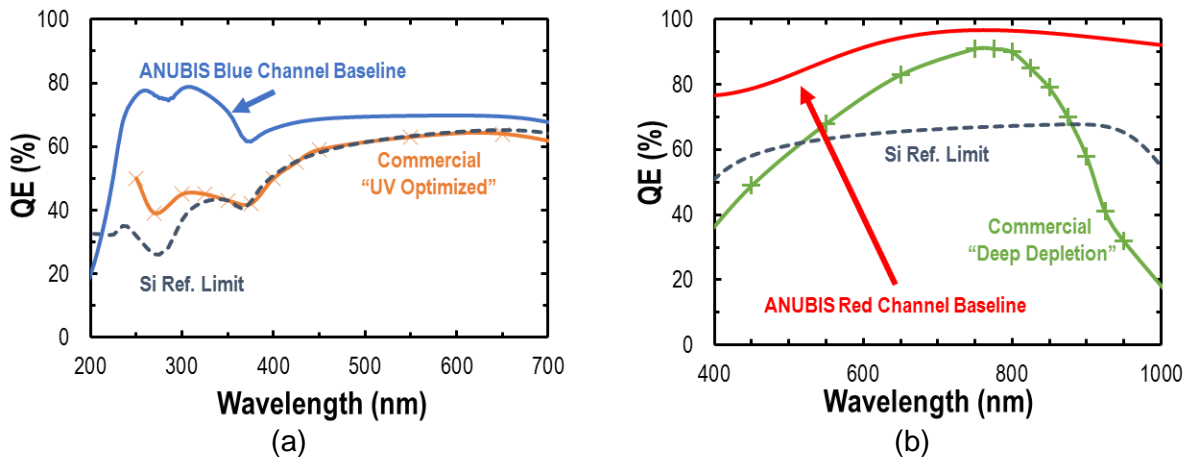 100
80
60
40
20
0
QE (%)
ANUBIS Blue Channel Baseline
Commercial
“UV Optimized”
Si Ref. Limit
200 300 400 500 600 700
Wavelength (nm)
(a)
100
80
60
40
20
0
QE (%)
Si Ref. Limit
Commercial
“Deep Depletion”
ANUBIS Red Channel Baseline
400 600 800 1000
Wavelength (nm)
(b)